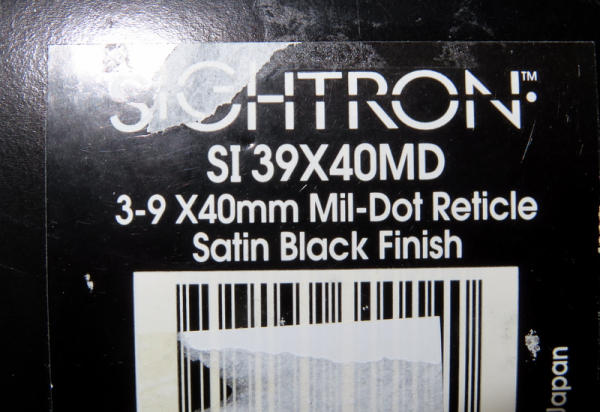 SIGHTRON™
SI 39X40MD
3-9 X40mm Mil-Dot Reticle
Satin Black Finish
Japan